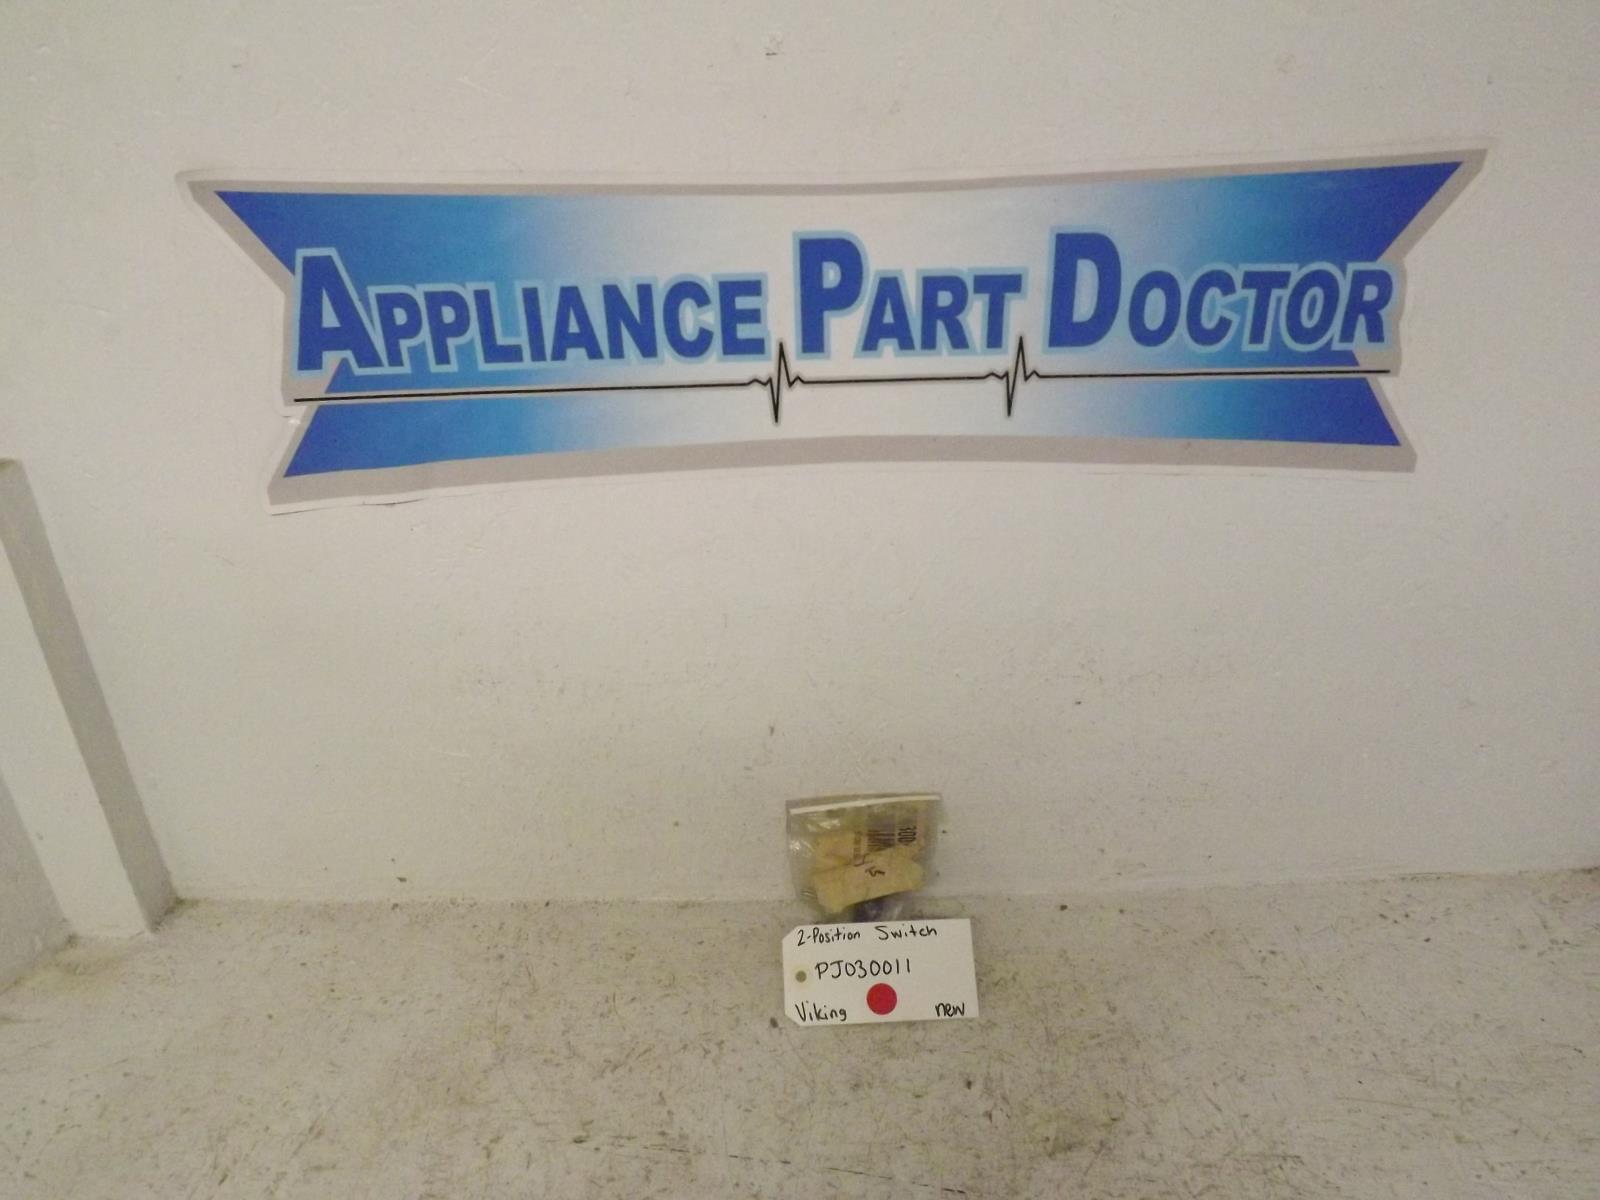 APPLIANCE PART DOCTOR
2-Position Switch
PJ030011
Viking new